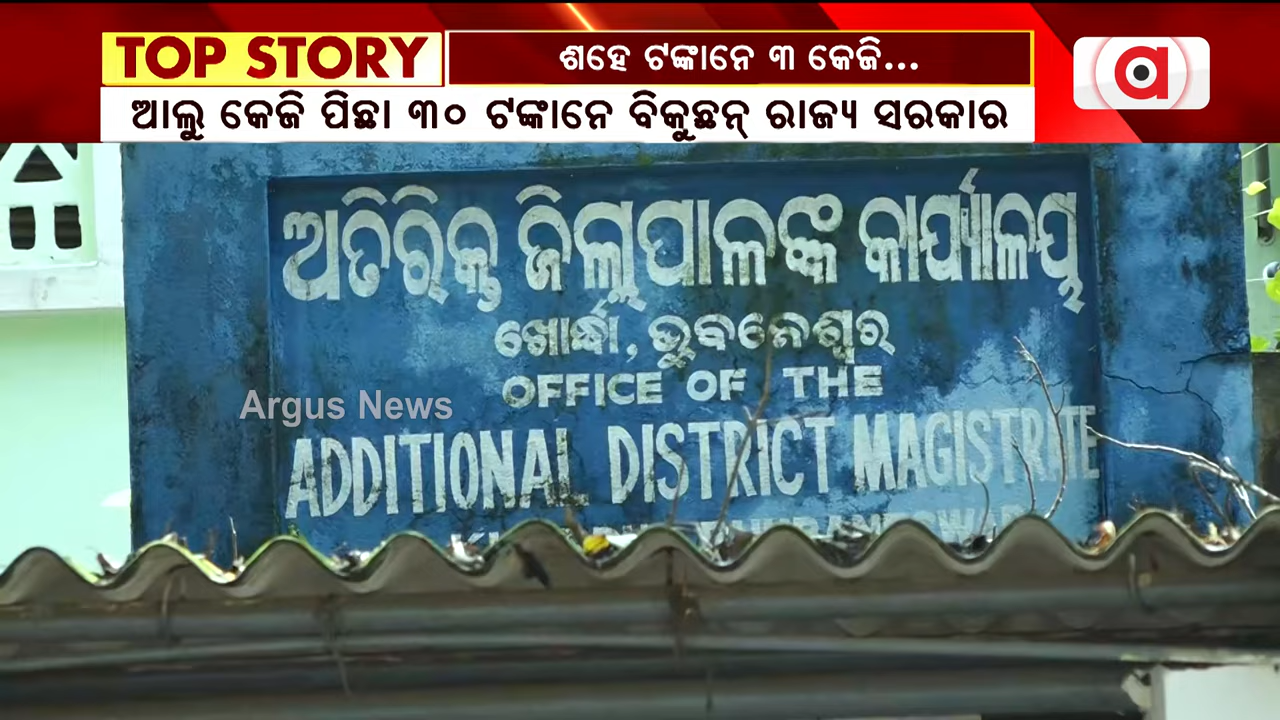 TOP STORY
ଶହେ ଟଙ୍କାନେ ୩ କେଜି...
ଆଳୁ କେଜି ପିଛା ୩୦ ଟଙ୍କାନେ ବିକୁଛନ୍ ରାଜ୍ୟ ସରକାର
ଅତିରିକ୍ତ ଜିଲ୍ଲାପାଳଙ୍କ କାର୍ଯ୍ୟାଳୟ
ଖୋର୍ଦ୍ଧା, ଭୁବନେଶ୍ୱର
OFFICE OF THE
Argus News
ADDITIONAL DISTRICT MAGISTRATE